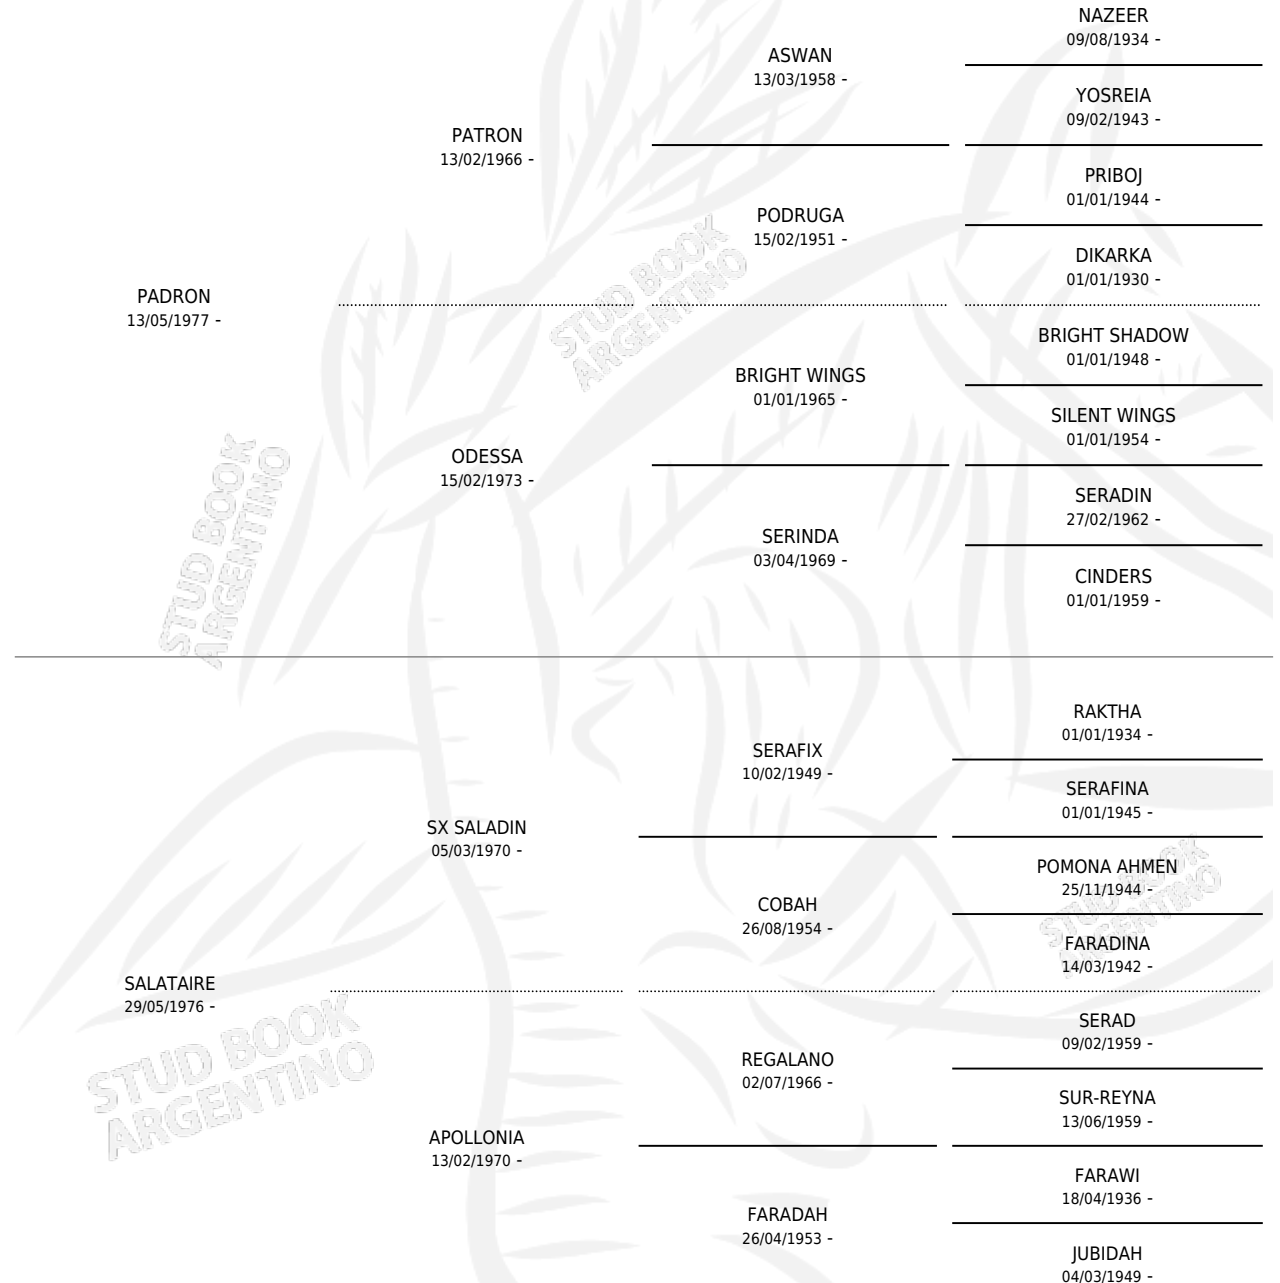 NAZEER
09/08/1934 -
ASWAN
13/03/1958 -
YOSREIA
09/02/1943 -
PATRON
13/02/1966 -
PRIBOJ
01/01/1944 -
PODRUGA
15/02/1951 -
DIKARKA
01/01/1930 -
PADRON
13/05/1977 -
BRIGHT SHADOW
01/01/1948 -
BRIGHT WINGS
01/01/1965 -
SILENT WINGS
01/01/1954 -
ODESSA
15/02/1973 -
SERADIN
27/02/1962 -
SERINDA
03/04/1969 -
CINDERS
01/01/1959 -
RAKTHA
01/01/1934 -
SERAFIX
10/02/1949 -
SERAFINA
01/01/1945 -
SX SALADIN
05/03/1970 -
POMONA AHMEN
25/11/1944 -
COBAH
26/08/1954 -
FARADINA
14/03/1942 -
SALATAIRE
29/05/1976 -
SERAD
09/02/1959 -
REGALANO
02/07/1966 -
SUR-REYNA
13/06/1959 -
APOLLONIA
13/02/1970 -
FARAWI
18/04/1936 -
FARADAH
26/04/1953 -
JUBIDAH
04/03/1949 -
STUD BOOK
ARGENTINO
STUD BOOK
ARGENTINO
STUD BOOK
ARGENTINO
STUD BOOK
ARGENTINO